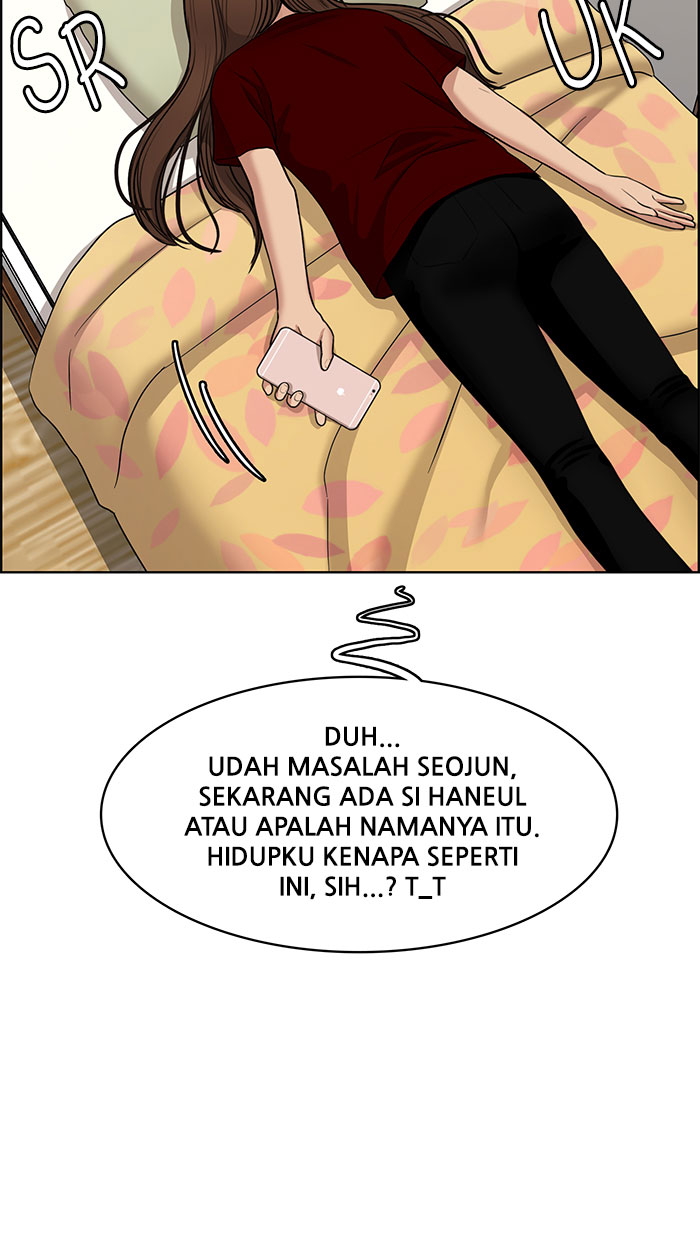 SR UK
DUH...
UDAH MASALAH SEOJUN,
SEKARANG ADA SI HANEUL
ATAU APALAH NAMANYA ITU.
HIDUPKU KENAPA SEPERTI
INI, SIH...? T_T